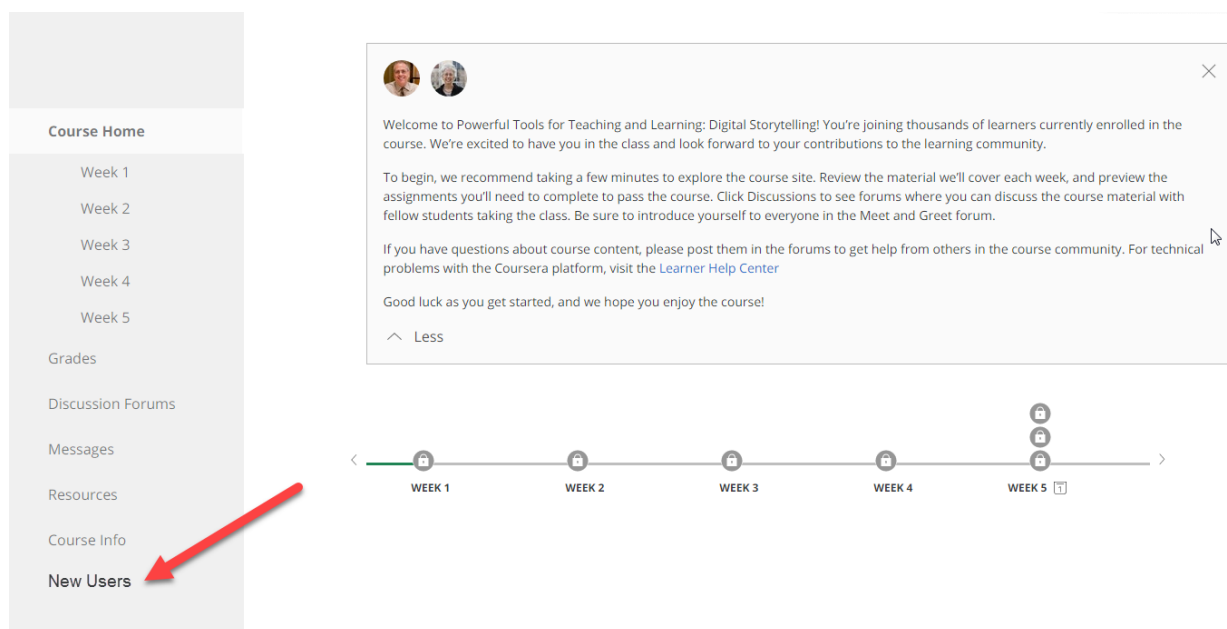 Course Home
Week 1
Week 2
Week 3
Week 4
Week 5
Grades
Discussion Forums
Messages
Resources
Course Info
New Users
Welcome to Powerful Tools for Teaching and Learning: Digital Storytelling! You're joining thousands of learners currently enrolled in the
course. We're excited to have you in the class and look forward to your contributions to the learning community.
To begin, we recommend taking a few minutes to explore the course site. Review the material we'll cover each week, and preview the
assignments you'll need to complete to pass the course. Click Discussions to see forums where you can discuss the course material with
fellow students taking the class. Be sure to introduce yourself to everyone in the Meet and Greet forum.
If you have questions about course content, please post them in the forums to get help from others in the course community. For technical
problems with the Coursera platform, visit the Learner Help Center
Good luck as you get started, and we hope you enjoy the course!
Less
WEEK 1 WEEK 2 WEEK 3 WEEK 4 WEEK 5 1